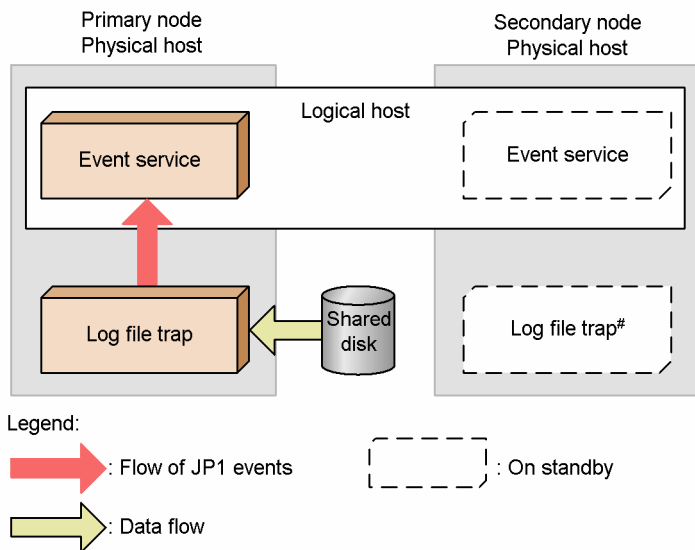 Primary node
Physical host
Secondary node
Physical host
Logical host
Event service
Event service
Log file trap
Shared
disk
Log file trap#
Legend:
: Flow of JP1 events
: On standby
: Data flow